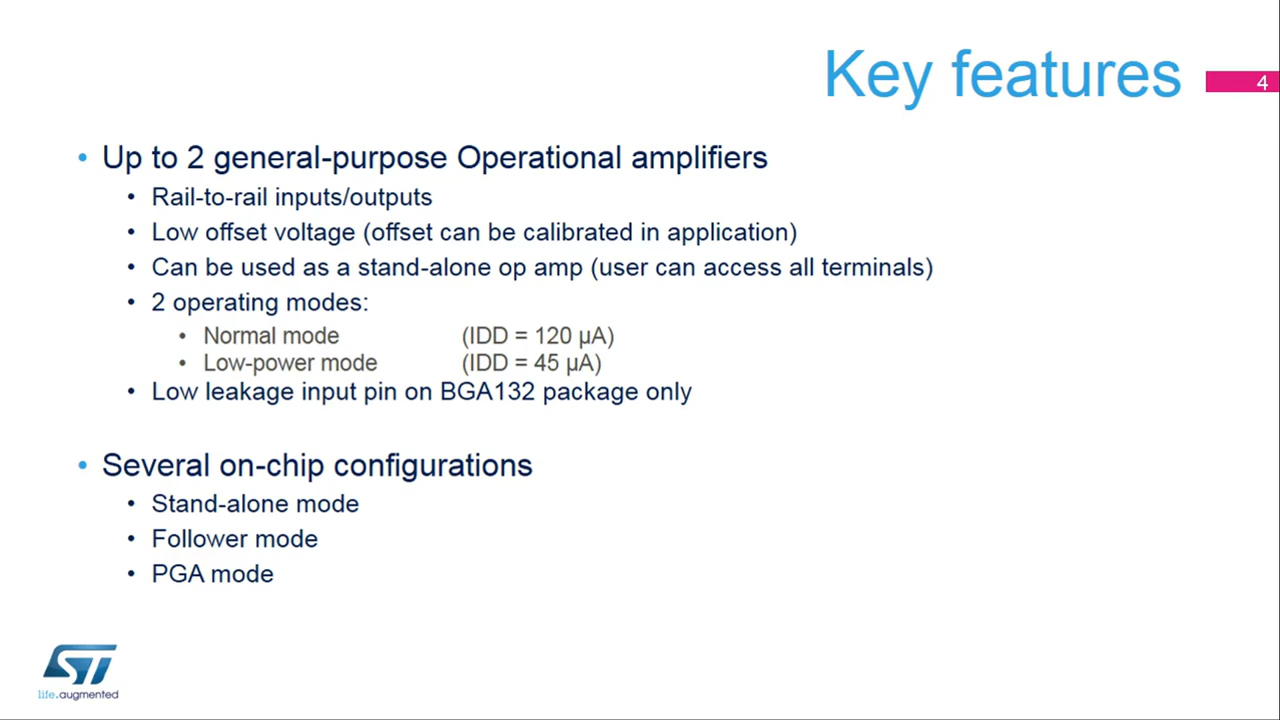 Key features
4
• Up to 2 general-purpose Operational amplifiers
• Rail-to-rail inputs/outputs
• Low offset voltage (offset can be calibrated in application)
• Can be used as a stand-alone op amp (user can access all terminals)
• 2 operating modes:
• Normal mode (IDD = 120 µA)
• Low-power mode (IDD = 45 µA)
• Low leakage input pin on BGA132 package only
• Several on-chip configurations
• Stand-alone mode
• Follower mode
• PGA mode
ST
life.augmented